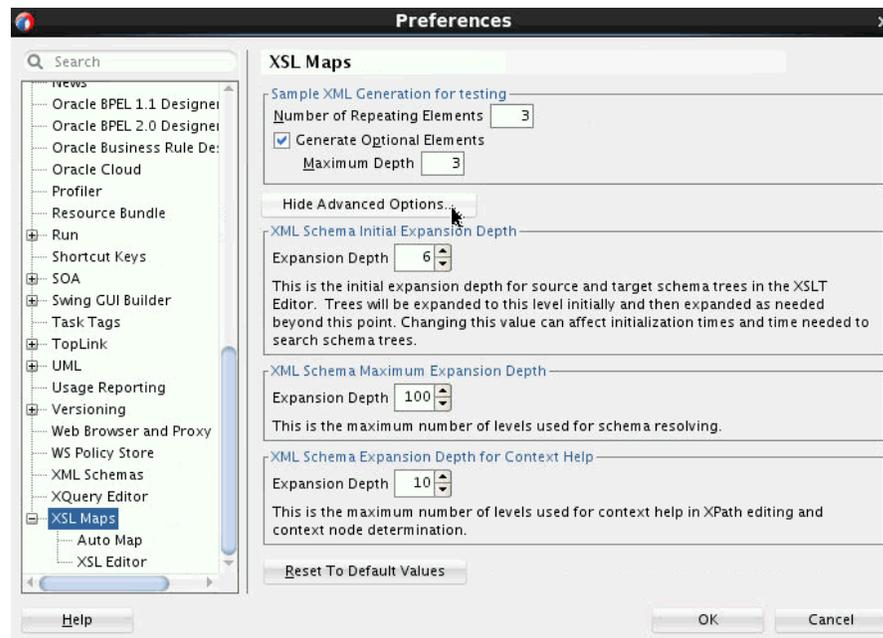 Preferences
Search
XSL Maps
News
Oracle BPEL 1.1 Designer
Oracle BPEL 2.0 Designer
Oracle Business Rule De
Oracle Cloud
Profiler
Resource Bundle
Run
Shortcut Keys
SOA
Swing GUI Builder
Task Tags
TopLink
UML
Usage Reporting
Versioning
Web Browser and Proxy
WS Policy Store
XML Schemas
XQuery Editor
XSL Maps
Auto Map
XSL Editor
Sample XML Generation for testing
Number of Repeating Elements 3
Generate Optional Elements
Maximum Depth 3
Hide Advanced Options...
XML Schema Initial Expansion Depth
Expansion Depth 6
This is the initial expansion depth for source and target schema trees in the XSLT
Editor. Trees will be expanded to this level initially and then expanded as needed
beyond this point. Changing this value can affect initialization times and time needed to
search schema trees.
XML Schema Maximum Expansion Depth
Expansion Depth 100
This is the maximum number of levels used for schema resolving.
XML Schema Expansion Depth for Context Help
Expansion Depth 10
This is the maximum number of levels used for context help in XPath editing and
context node determination.
Reset To Default Values
Help
OK
Cancel